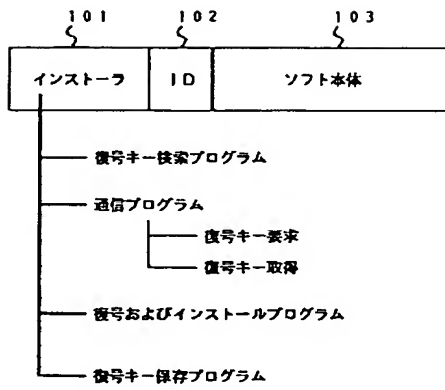 101 102 103
インストーラ ID ソフト本体
復号キー検索プログラム
通信プログラム
復号キー要求
復号キー取得
復号およびインストールプログラム
復号キー保存プログラム